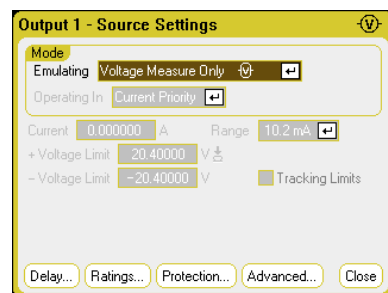 Output 1 - Source Settings
Mode
Emulating Voltage Measure Only V
Operating In Current Priority
Current 0.000000 A Range 10.2 mA
+ Voltage Limit 20.40000 V
- Voltage Limit -20.40000 V Tracking Limits
Delay... Ratings... Protection... Advanced... Close